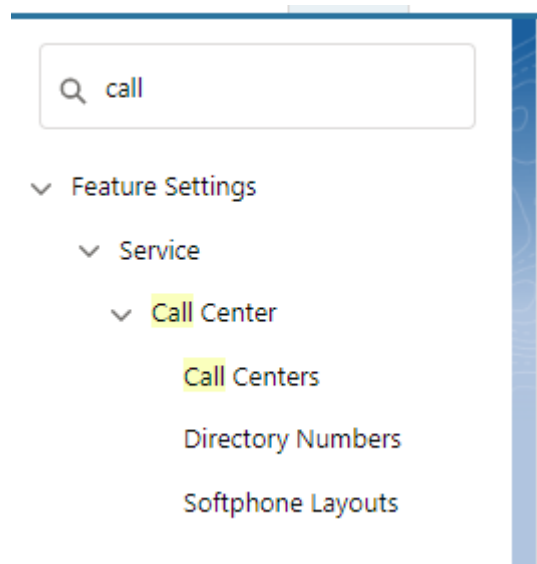 call
Feature Settings
Service
Call Center
Call Centers
Directory Numbers
Softphone Layouts